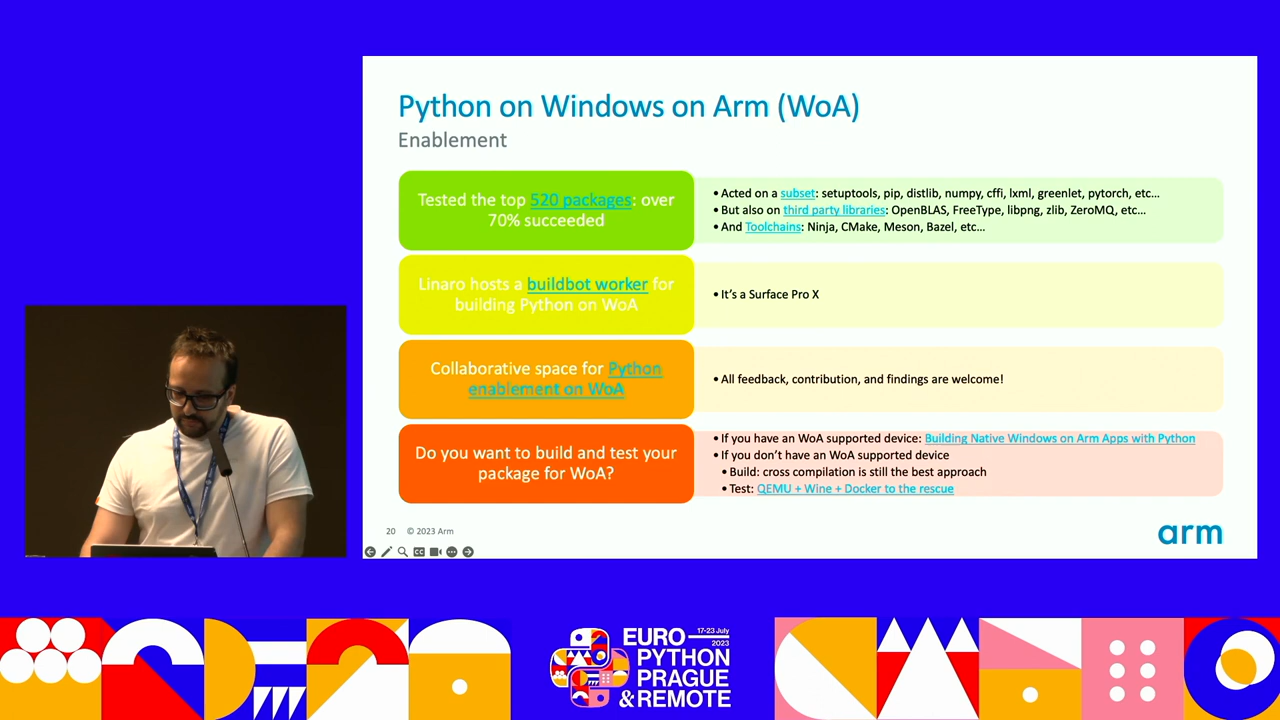 Python on Windows on Arm (WoA)
Enablement
Tested the top 520 packages: over
70% succeeded
• Acted on a subset: setuptools, pip, distlib, numpy, cffi, lxml, greenlet, pytorch, etc…
• But also on third party libraries: OpenBLAS, FreeType, libpng, zlib, ZeroMQ, etc…
• And Toolchains: Ninja, CMake, Meson, Bazel, etc…
Linaro hosts a buildbot worker for
building Python on WoA
• It’s a Surface Pro X
Collaborative space for Python
enablement on WoA
• All feedback, contribution, and findings are welcome!
Do you want to build and test your
package for WoA?
• If you have an WoA supported device: Building Native Windows on Arm Apps with Python
• If you don’t have an WoA supported device
• Build: cross compilation is still the best approach
• Test: QEMU + Wine + Docker to the rescue
20 © 2023 Arm
arm
CC
EURO 17-23 July 2023
PYTHON
PRAGUE
& REMOTE